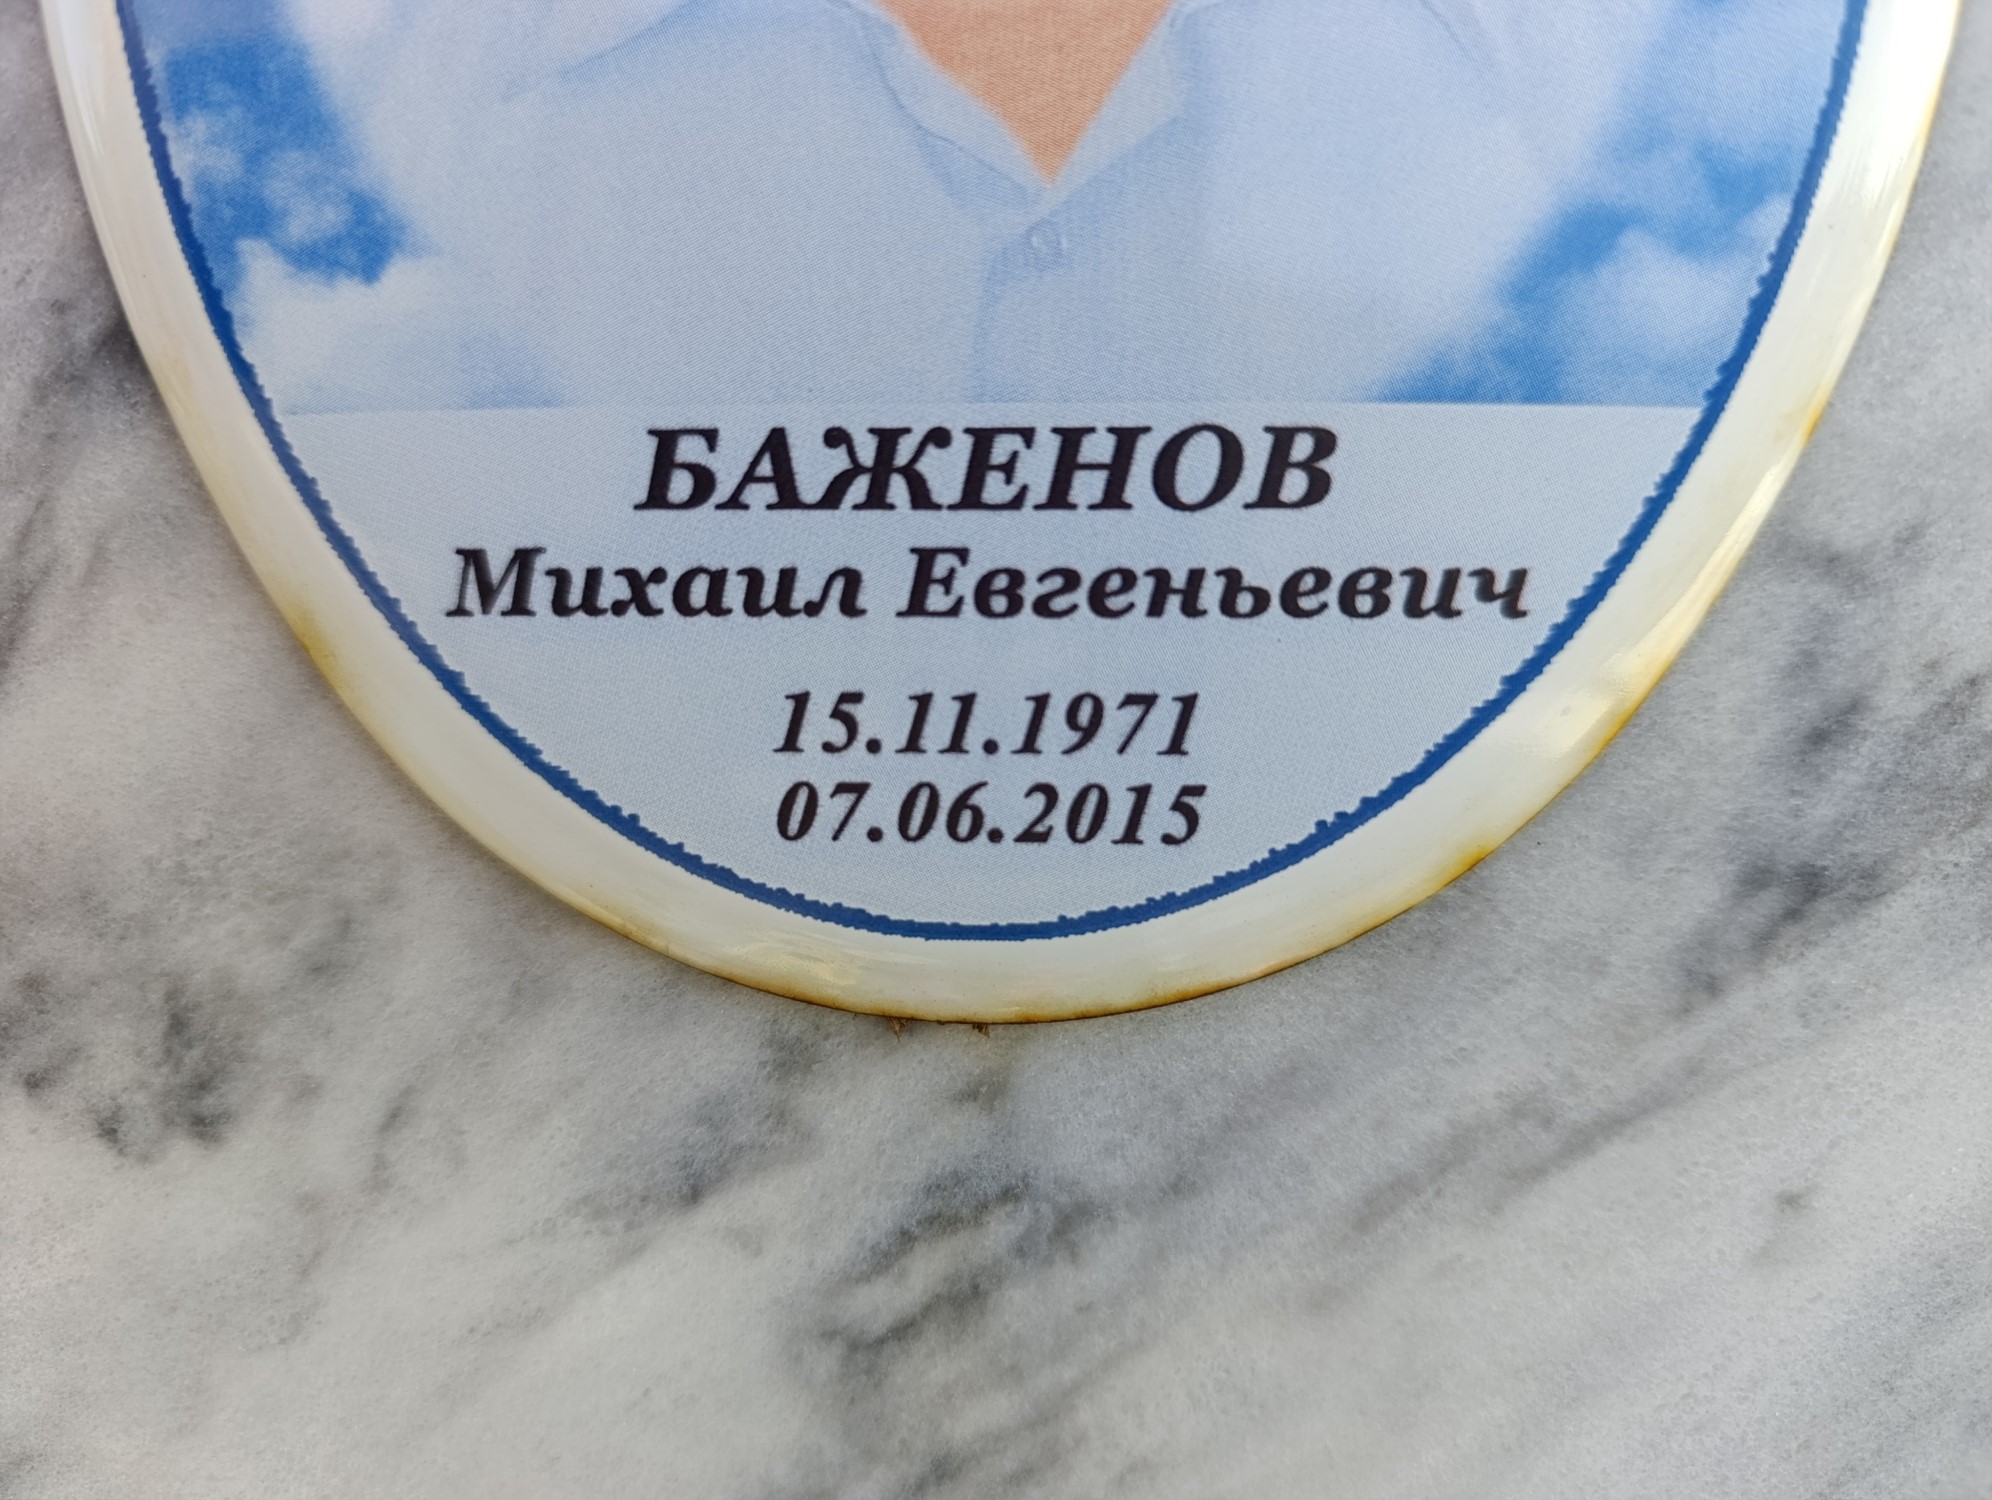 БАЖЕНОВ
Михаил Евгеньевич
15.11.1971
07.06.2015